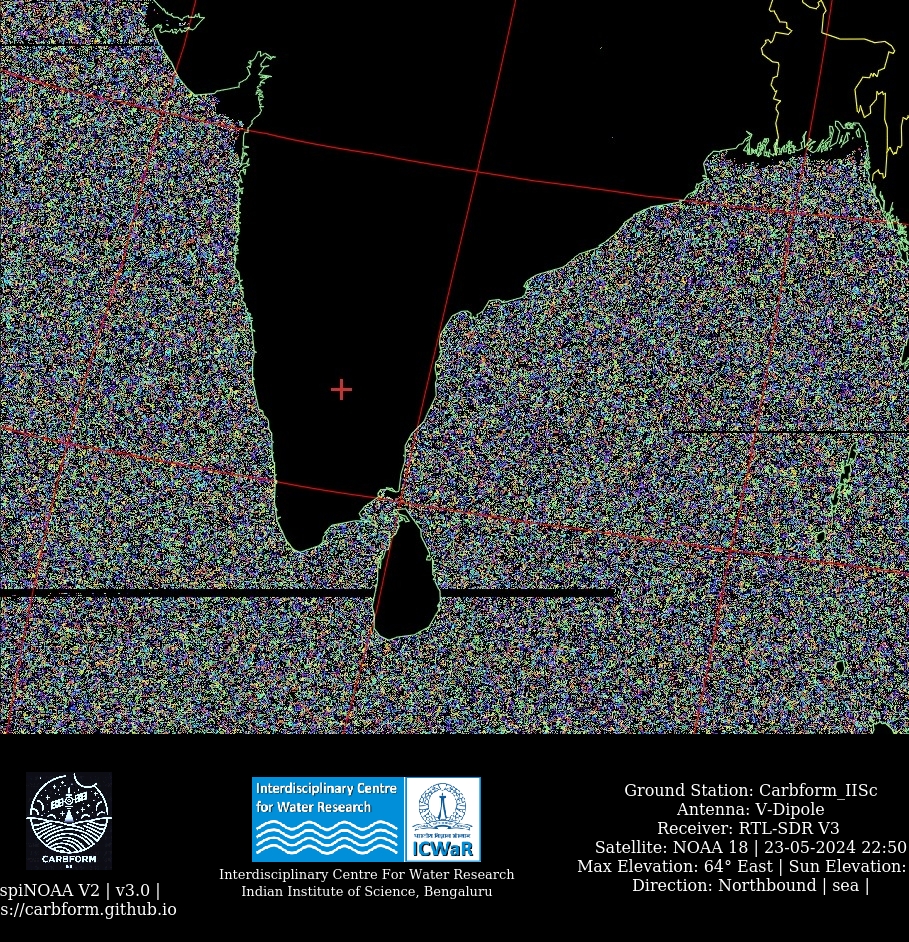 CARBFORM
spiNOAA V2 | v3.0 |
s://carbform.github.io
Interdisciplinary Centre
for Water Research
भारतीय विज्ञान संस्थान
ICWaR
Interdisciplinary Centre For Water Research
Indian Institute of Science, Bengaluru
Ground Station: Carbform_IISc
Antenna: V-Dipole
Receiver: RTL-SDR V3
Satellite: NOAA 18 | 23-05-2024 22:50
Max Elevation: 64° East | Sun Elevation:
Direction: Northbound | sea |